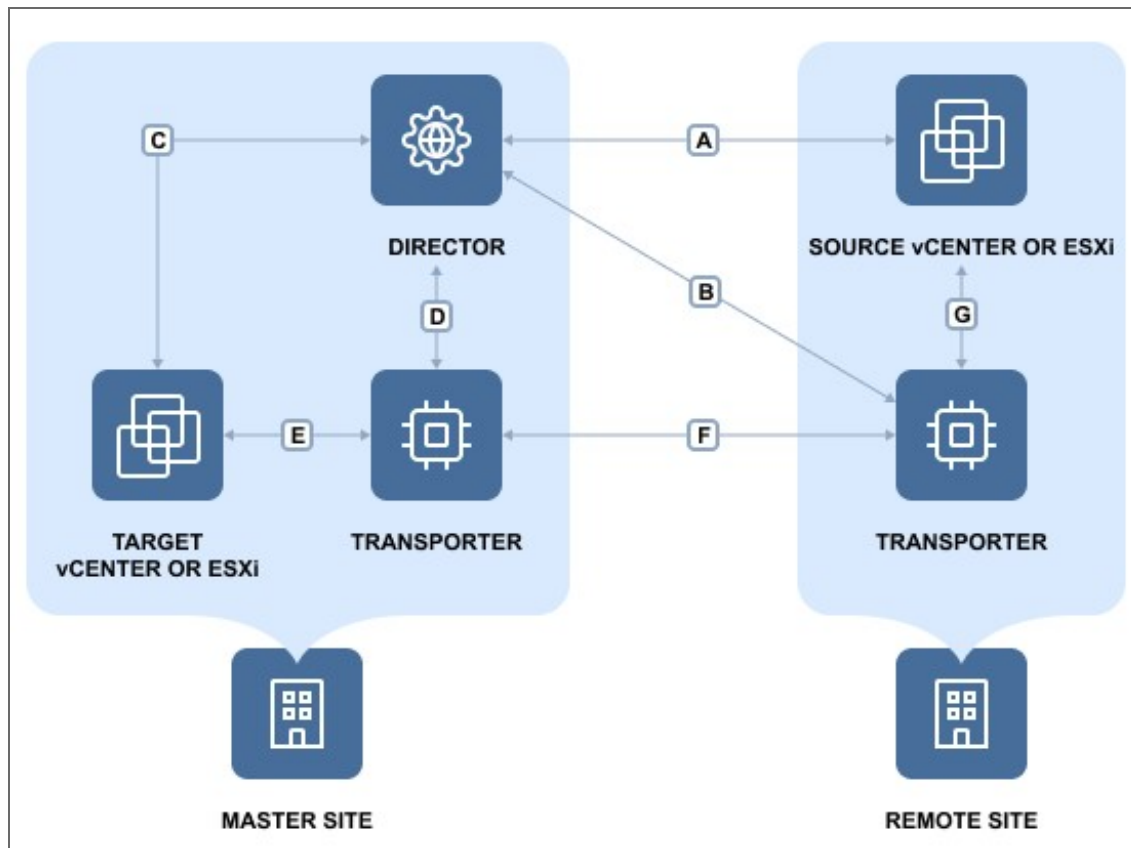 C
A
DIRECTOR
SOURCE vCENTER OR ESXi
B
D
G
E
F
TARGET
vCENTER OR ESXi
TRANSPORTER
TRANSPORTER
MASTER SITE
REMOTE SITE